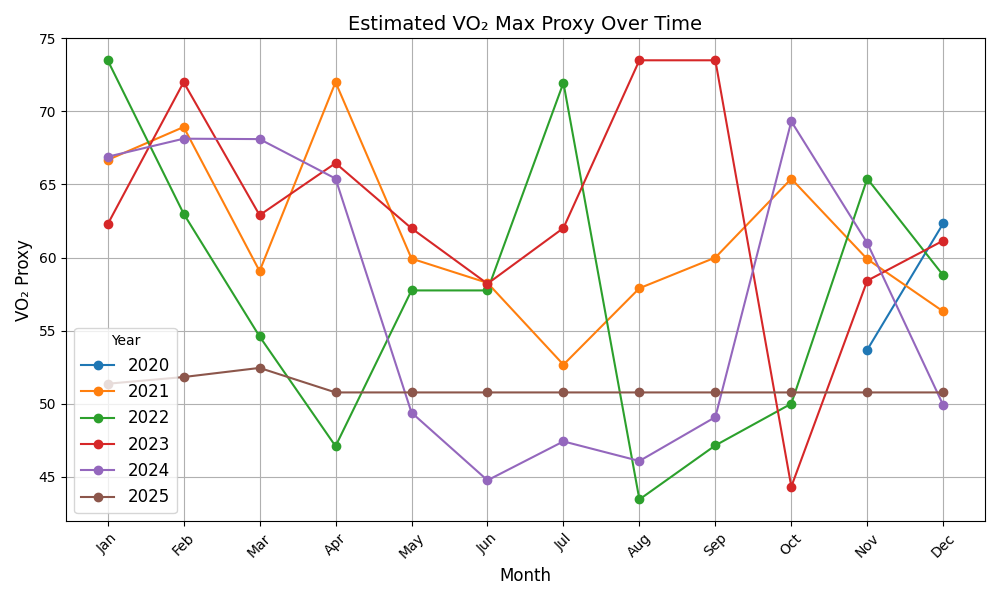 Estimated VO₂ Max Proxy Over Time
VO₂ Proxy
75
70
65
60
55
50
45
Year
2020
2021
2022
2023
2024
2025
Jan
Feb
Mar
Apr
May
Jun
Jul
Aug
Sep
Oct
Nov
Dec
Month